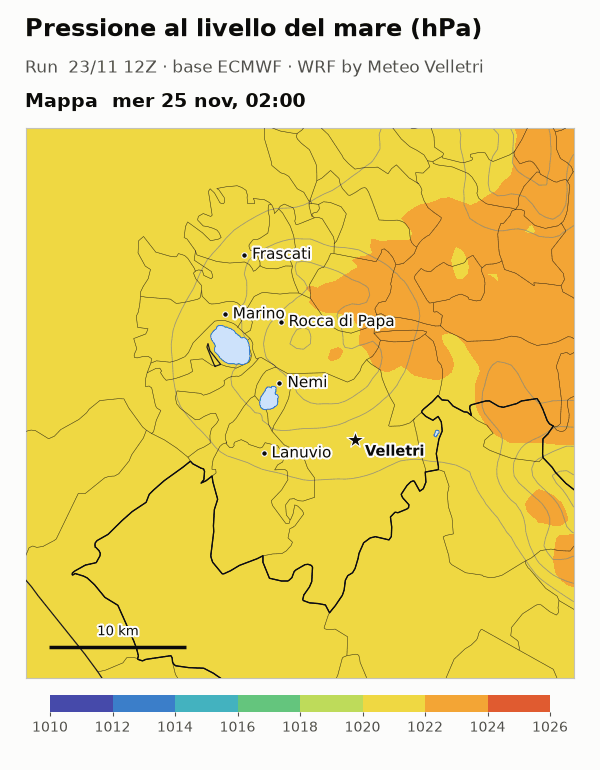 Pressione al livello del mare (hPa)
Run  23/11 12Z · base ECMWF · WRF by Meteo Velletri
Mappa  mer 25 nov, 02:00
Frascati
Marino
Rocca di Papa
Nemi
Velletri
Lanuvio
10 km
1010 1012 1014 1016 1018 1020 1022 1024 1026